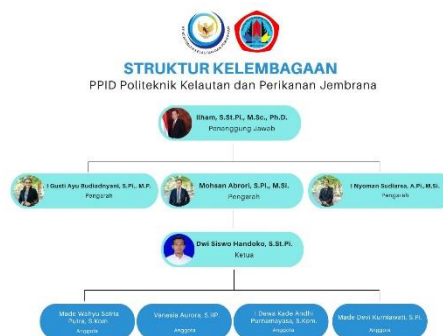 STRUKTUR KELEMBAGAAN
PPID Politeknik Kelautan dan Perikanan Jembrana
Ilham, S.St.Pi., M.Sc., Ph.D.
Penanggung Jawab
I Gusti Ayu Budiadnyani, S.Pi., M.P.
Pengarah
Mohsan Abrori, S.Pi., M.Si.
Pengarah
I Nyoman Sudiarsa, A.Pi., M.Si.
Pengarah
Dwi Siswo Handoko, S.St.Pi.
Ketua
Made Wahyu Satria
Putra, S.Kom
Anggota
Vanesia Aurora, S.IIP
Anggota
I Dewa Kade Andhi
Purnamayasa, S.Kom.
Anggota
Made Devi Kurniawati, S.Pi.
Anggota